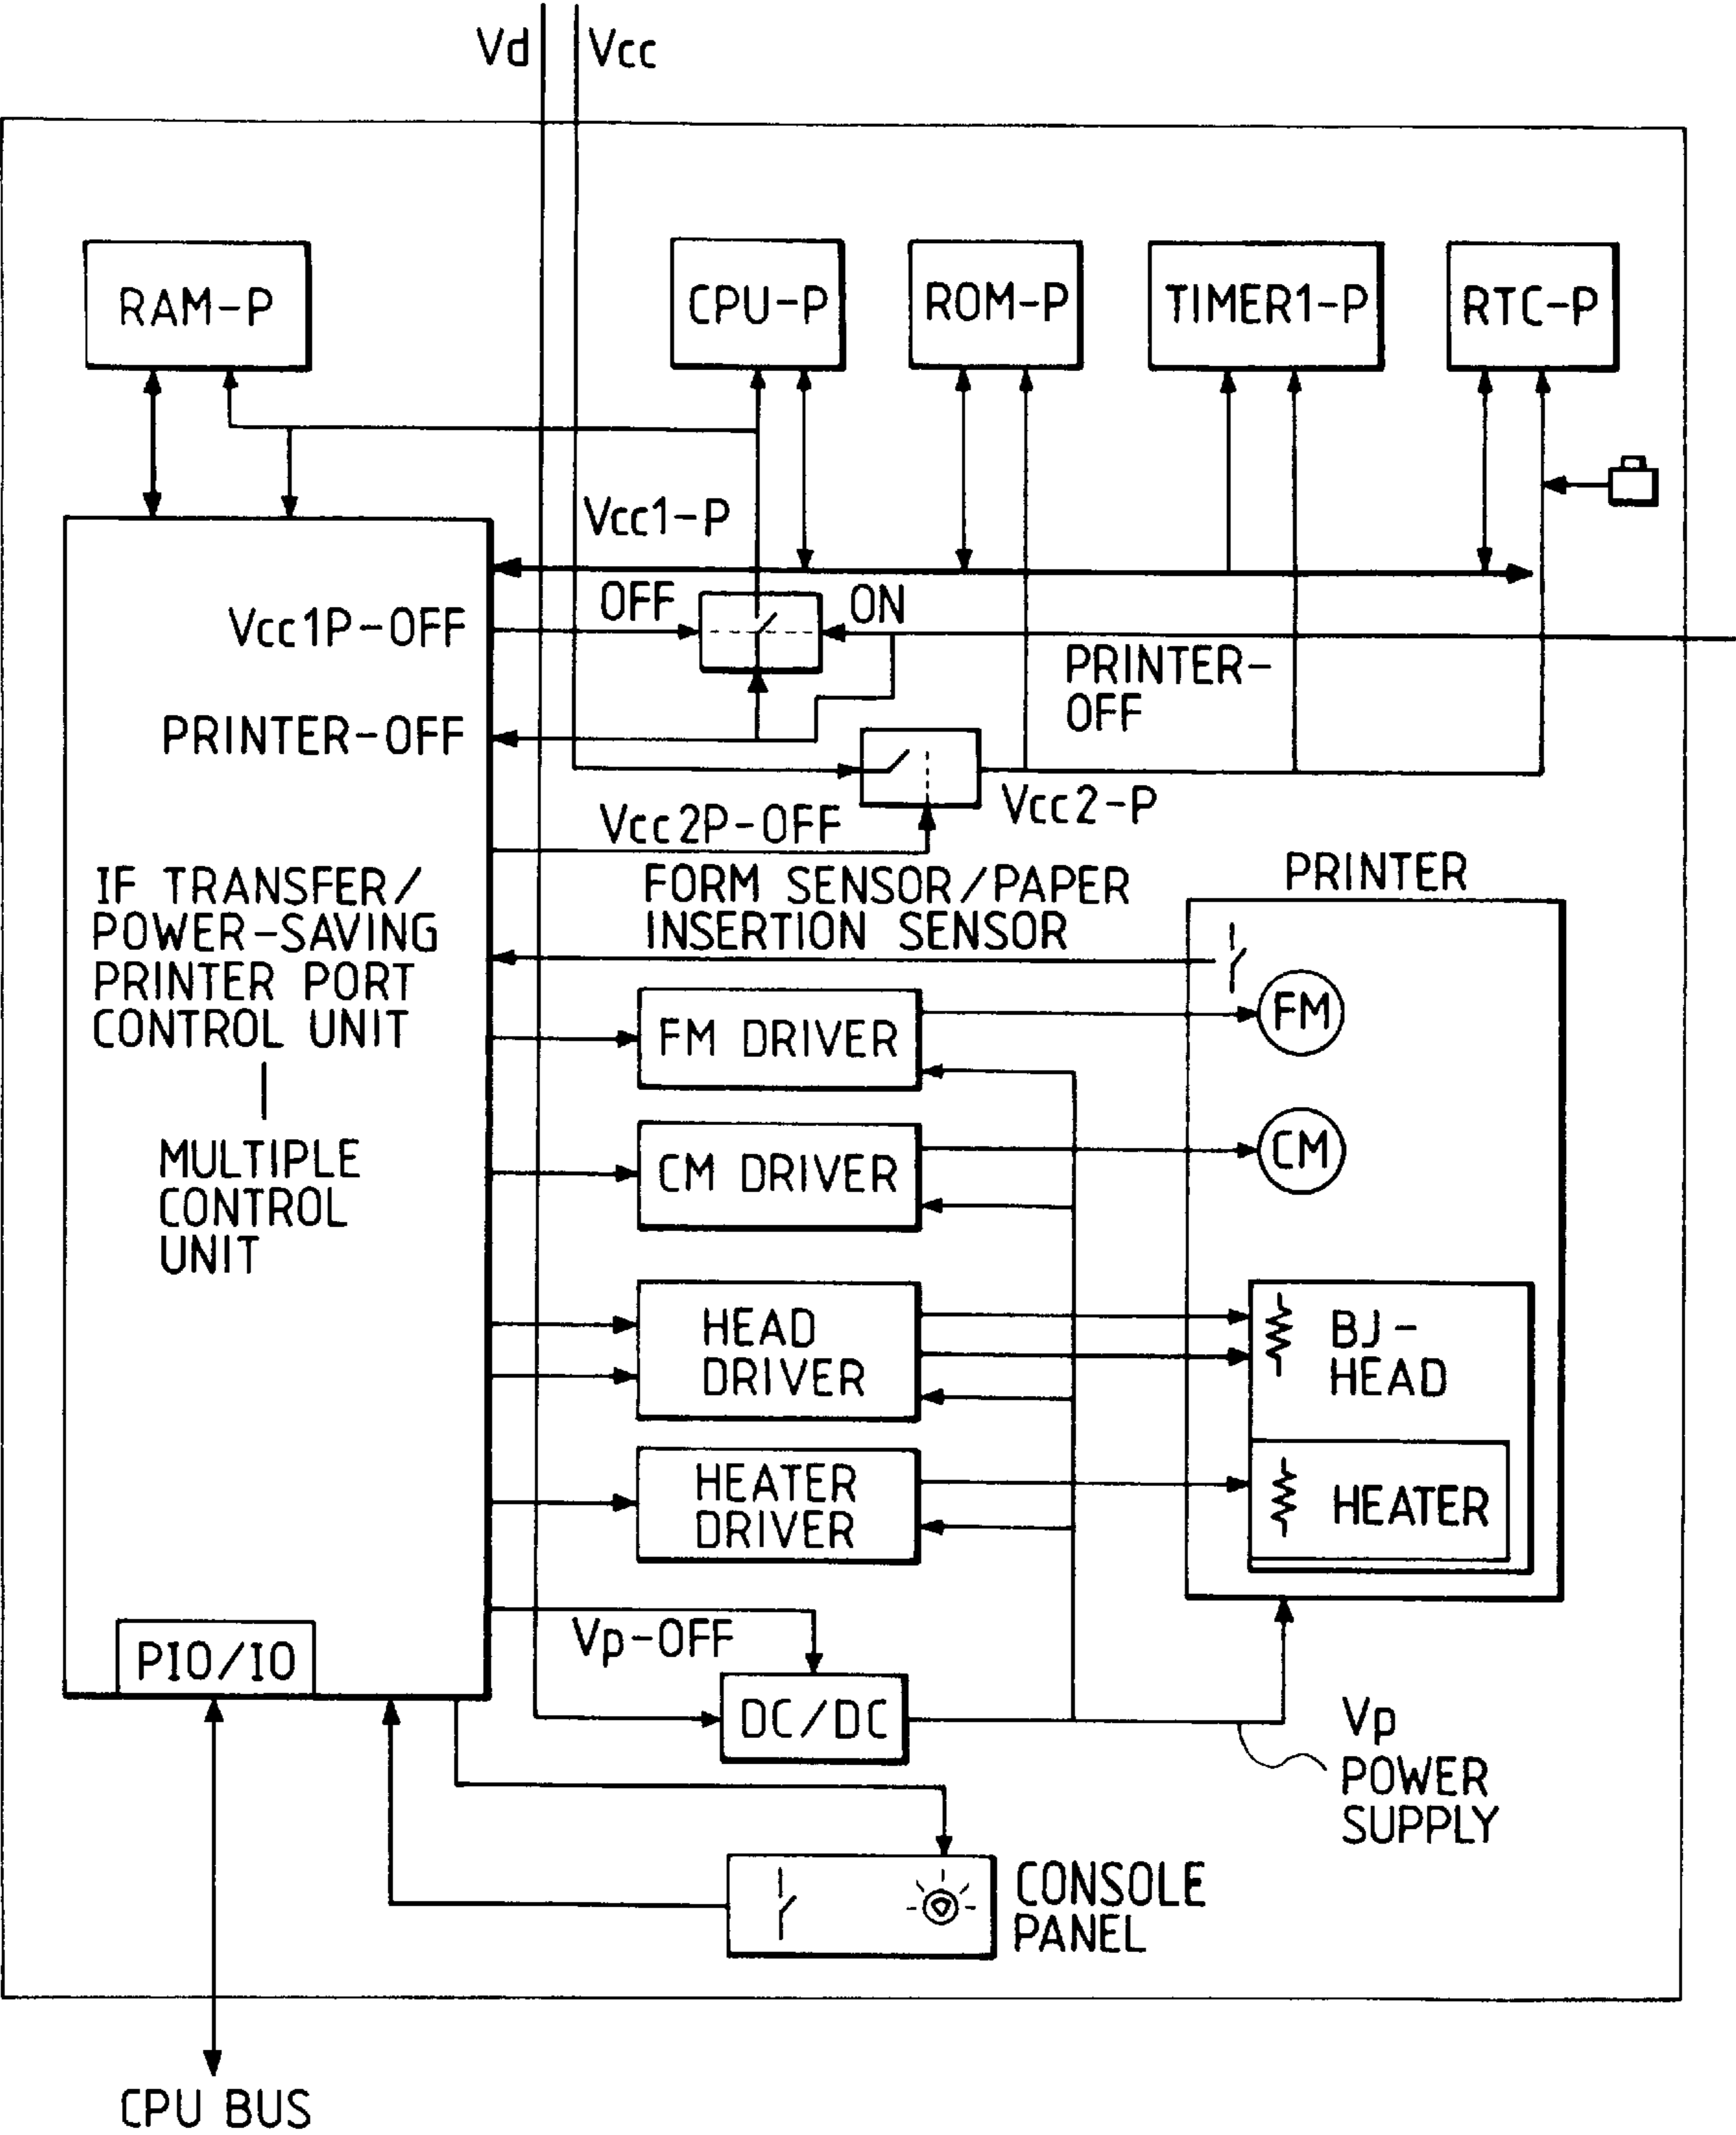 Vd
Vcc
RAM-P
CPU-P
ROM-P
TIMER1-P
RTC-P
Vcc1-P
OFF
ON
Vcc1P-OFF
PRINTER-
OFF
PRINTER-OFF
Vcc2P-OFF
Vcc2-P
IF TRANSFER/
POWER-SAVING
PRINTER PORT
CONTROL UNIT
MULTIPLE
CONTROL
UNIT
FORM SENSOR/PAPER
INSERTION SENSOR
PRINTER
FM DRIVER
FM
CM DRIVER
CM
HEAD
DRIVER
BJ-
HEAD
HEATER
DRIVER
HEATER
Vp-OFF
PIO/IO
DC/DC
Vp
POWER
SUPPLY
CONSOLE
PANEL
CPU BUS